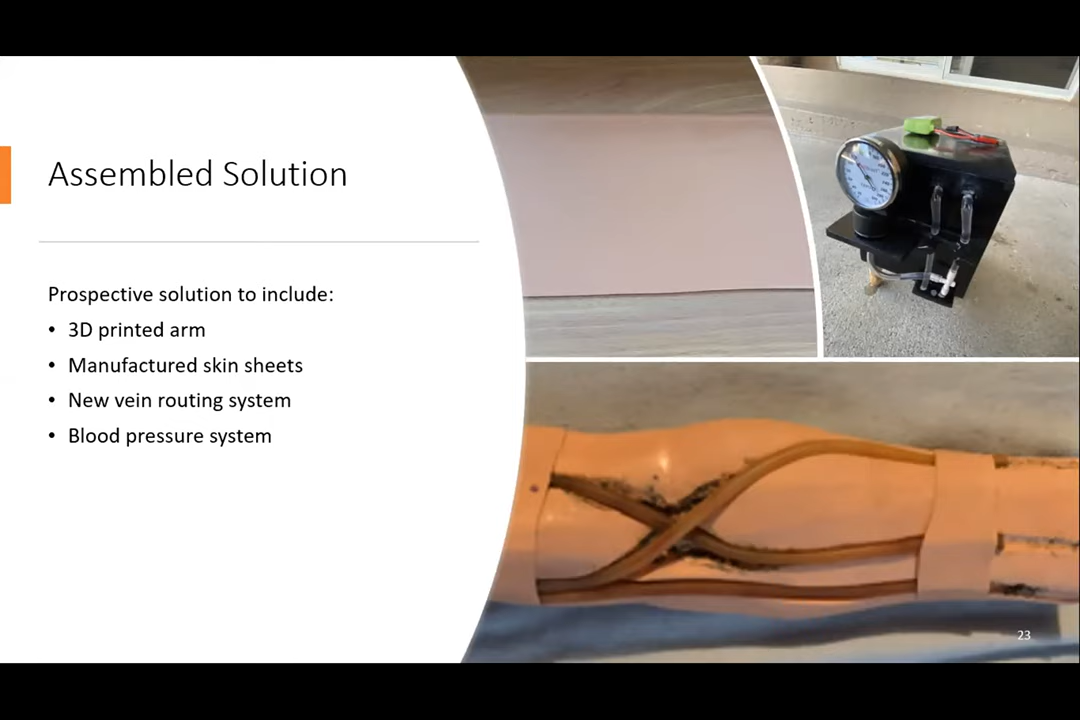 Assembled Solution
Prospective solution to include:
• 3D printed arm
• Manufactured skin sheets
• New vein routing system
• Blood pressure system
23